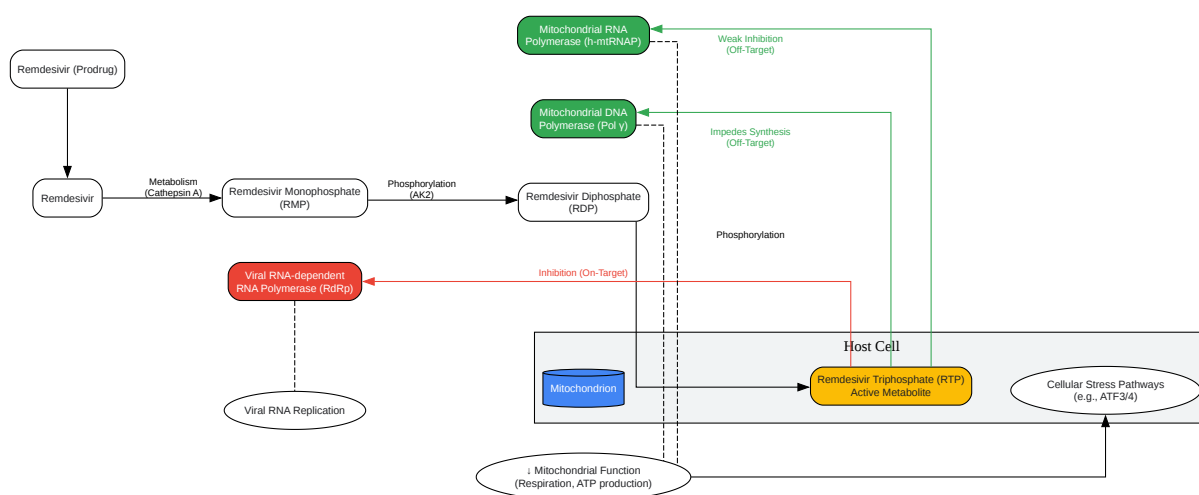 Mitochondrial RNA
Polymerase (h-mtRNAP)
Weak Inhibition
(Off-Target)
Remdesivir (Prodrug)
Mitochondrial DNA
Polymerase (Pol γ)
Impedes Synthesis
(Off-Target)
Remdesivir
Metabolism
(Cathepsin A)
Remdesivir Monophosphate
(RMP)
Phosphorylation
(AK2)
Remdesivir Diphosphate
(RDP)
Phosphorylation
Viral RNA-dependent
RNA Polymerase (RdRp)
Inhibition (On-Target)
Host Cell
Mitochondrion
Remdesivir Triphosphate (RTP)
Active Metabolite
Cellular Stress Pathways
(e.g., ATF3/4)
Viral RNA Replication
↓ Mitochondrial Function
(Respiration, ATP production)